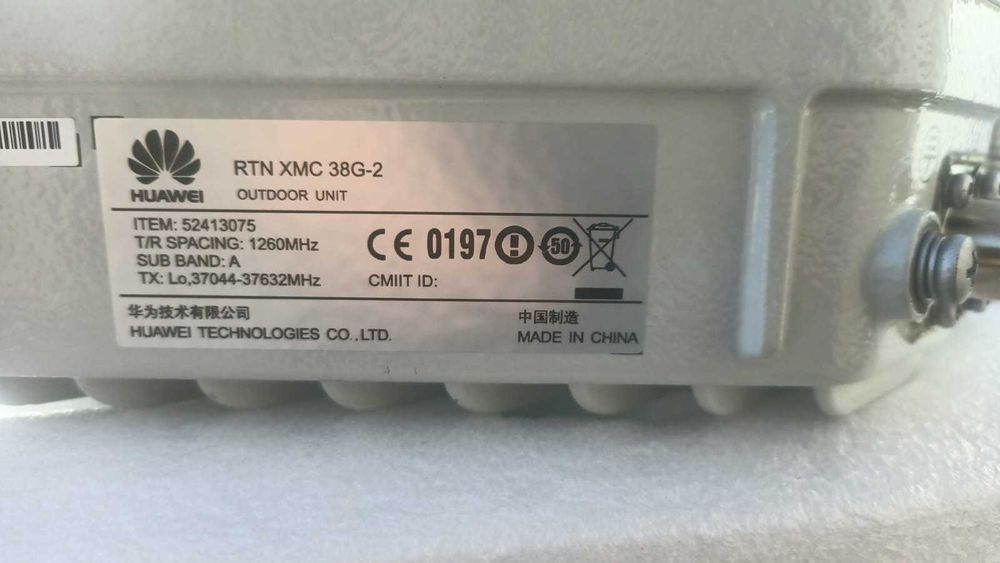 HUAWEI
RTN XMC 38G-2
OUTDOOR UNIT
ITEM: 52413075
T/R SPACING: 1260MHz
SUB BAND: A
TX: Lo,37044-37632MHz
CE 0197 ! 50
CMIIT ID:
华为技术有限公司
HUAWEI TECHNOLOGIES CO.,LTD.
中国制造
MADE IN CHINA